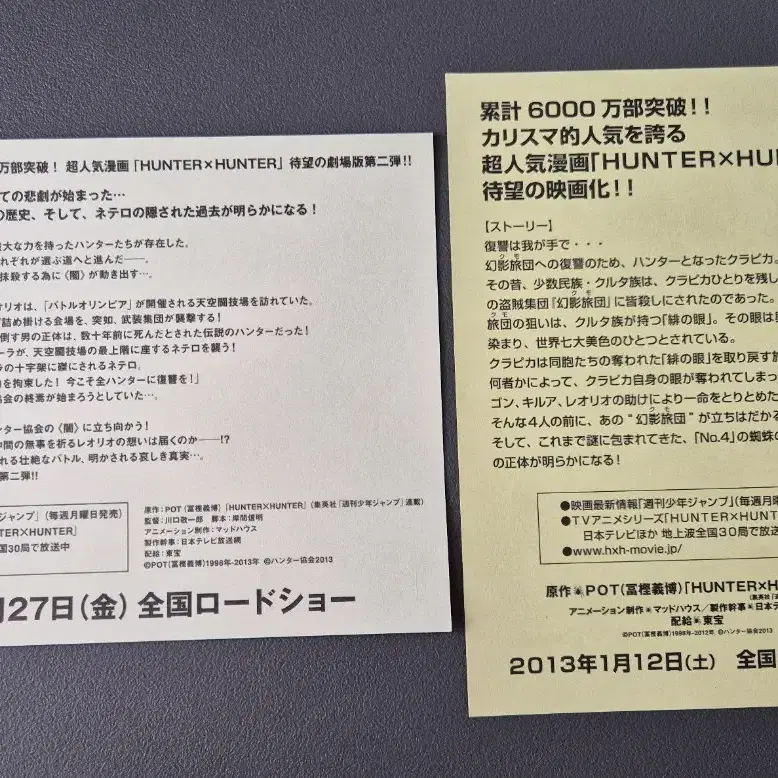 万部突破！ 超人気漫画「HUNTER×HUNTER」待望の劇場版第二弾!!
ての悲劇が始まった…
の歴史、そして、ネテロの隠された過去が明らかになる！
大な力を持ったハンターたちが存在した。
れぞれが選ぶ道へと進んだ──。
抹殺する為に《闇》が動き出す…。
オリオは、「バトルオリンピア」が開催される天空闘技場を訪れていた。
詰め掛ける会場を、突如、武装集団が襲撃する！
倒す男の正体は、数十年前に死んだとされた伝説のハンターだった！
ーラが、天空闘技場の最上階に座するネテロを襲う！
の十字架に磔にされるネテロ。
を拘束した！ 今こそ全ハンターに復讐を！」
協会の終焉が始まろうとしていた…。
ンター協会の《闇》に立ち向かう！
仲間の無事を祈るレオリオの想いは届くのか──!?
れる壮絶なバトル、明かされる哀しき真実…。
第二弾!!
ジャンプ」（毎週月曜日発売）
TER×HUNTER」
国30局で放送中
原作：POT（冨樫義博）「HUNTER×HUNTER」（集英社「週刊少年ジャンプ」連載）
監督：川口敬一郎 脚本：岸間信明
アニメーション制作：マッドハウス
製作幹事：日本テレビ放送網
配給：東宝
©POT（冨樫義博）1998年-2013年 ©ハンター協会2013
月27日（金）全国ロードショー
累計 6000 万部突破!!
カリスマ的人気を誇る
超人気漫画「HUNTER×HU
待望の映画化!!
【ストーリー】
復讐は我が手で・・・
幻影旅団への復讐のため、ハンターとなったクラピカ。
その昔、少数民族・クルタ族は、クラピカひとりを残し
の盗賊集団『幻影旅団』に皆殺しにされたのであった。
旅団の狙いは、クルタ族が持つ「緋の眼」。その眼は
染まり、世界七大美色のひとつとされている。
クラピカは同胞たちの奪われた「緋の眼」を取り戻す旅
何者かによって、クラピカ自身の眼が奪われてしまっ
ゴン、キルア、レオリオの助けにより一命をとりとめた
そんな4人の前に、あの“幻影旅団”が立ちはだかる
そして、これまで謎に包まれてきた、「No.4」の蜘蛛の
の正体が明らかになる！
●映画最新情報「週刊少年ジャンプ」（毎週月曜
●TVアニメシリーズ「HUNTER×HUNT
日本テレビほか 地上波全国30局で放送
●www.hxh-movie.jp/
原作●POT（冨樫義博）「HUNTER×H
（集英社「週
アニメーション制作●マッドハウス／製作幹事●日本テ
配給●東宝
©POT（冨樫義博）1998年-2012年 ©ハンター協会2013
2013年1月12日（土） 全国